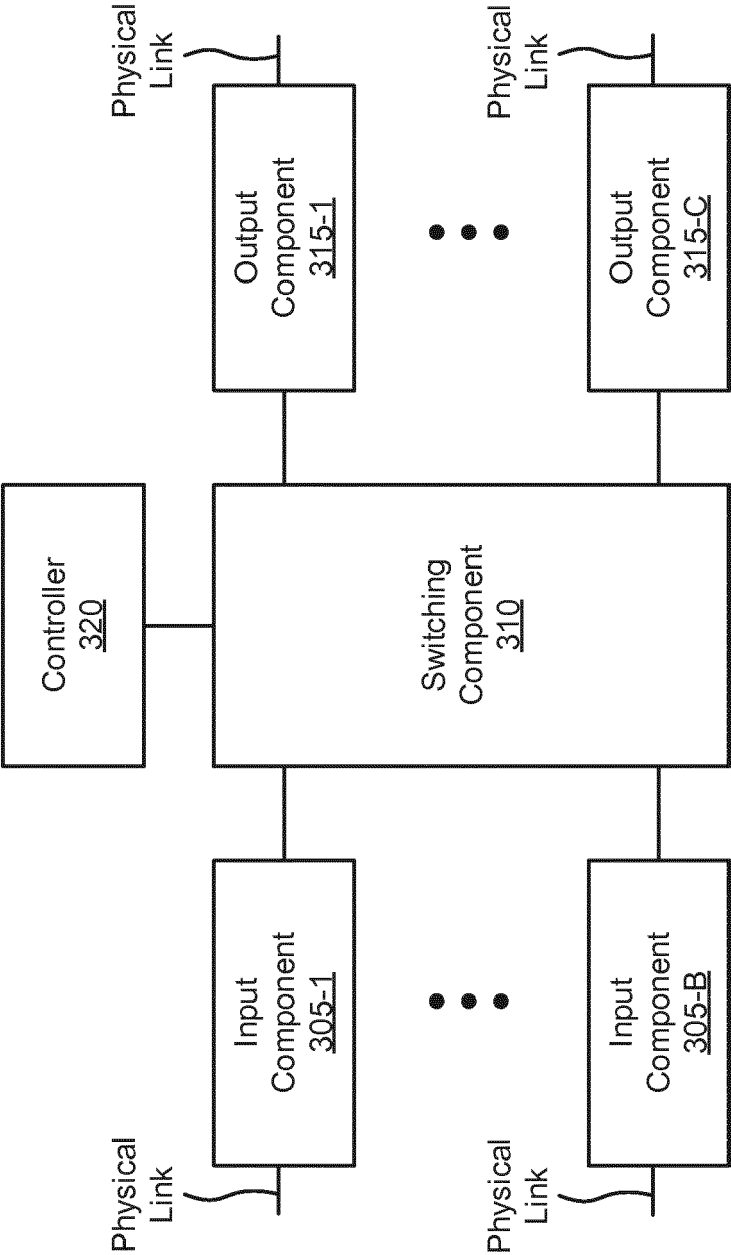 Controller
320
Physical
Link
Input
Component
305-1
Switching
Component
310
Output
Component
315-1
Physical
Link
Physical
Link
Input
Component
305-B
Output
Component
315-C
Physical
Link